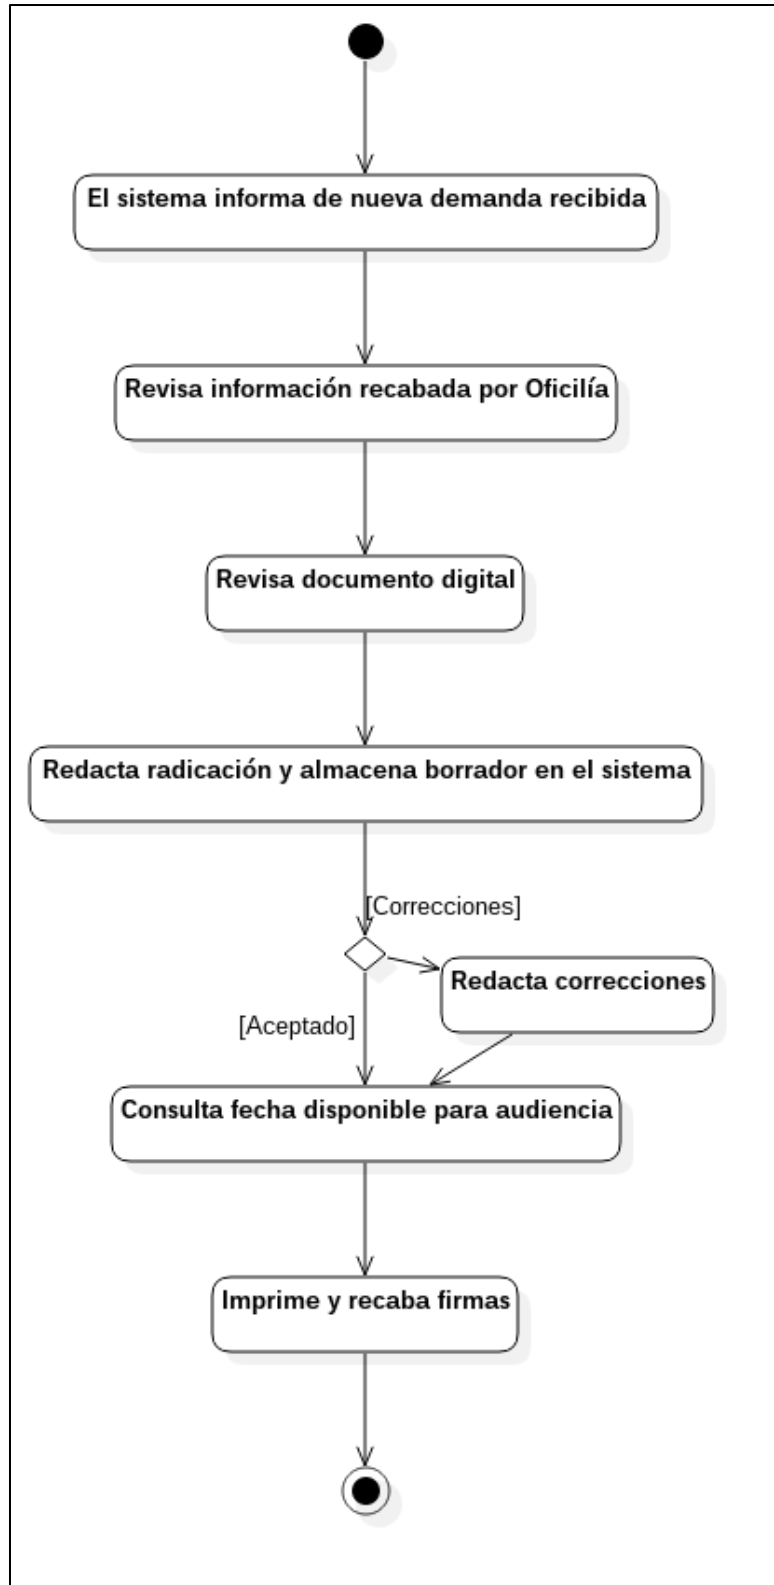 El sistema informa de nueva demanda recibida
Revisa información recabada por Oficilía
Revisa documento digital
Redacta radicación y almacena borrador en el sistema
[Correcciones]
Redacta correcciones
[Aceptado]
Consulta fecha disponible para audiencia
Imprime y recaba firmas